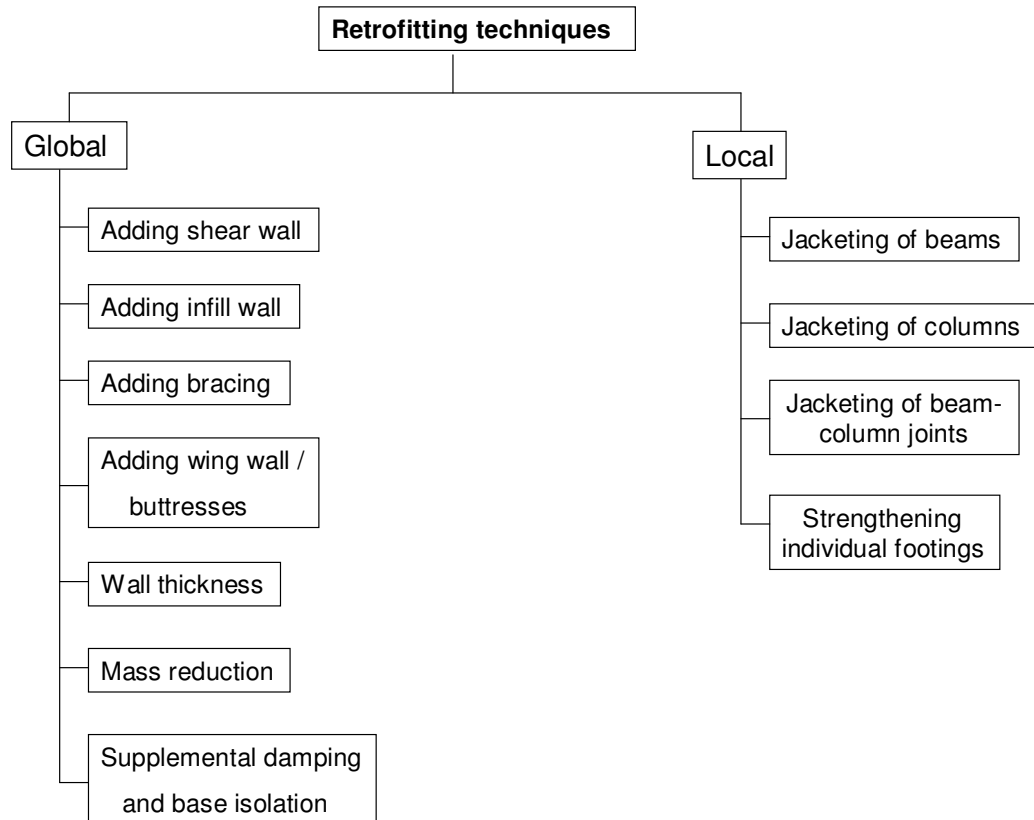 Retrofitting techniques
Global
Adding shear wall
Adding infill wall
Adding bracing
Adding wing wall /
buttresses
Wall thickness
Mass reduction
Supplemental damping
and base isolation
Local
Jacketing of beams
Jacketing of columns
Jacketing of beam-
column joints
Strengthening
individual footings